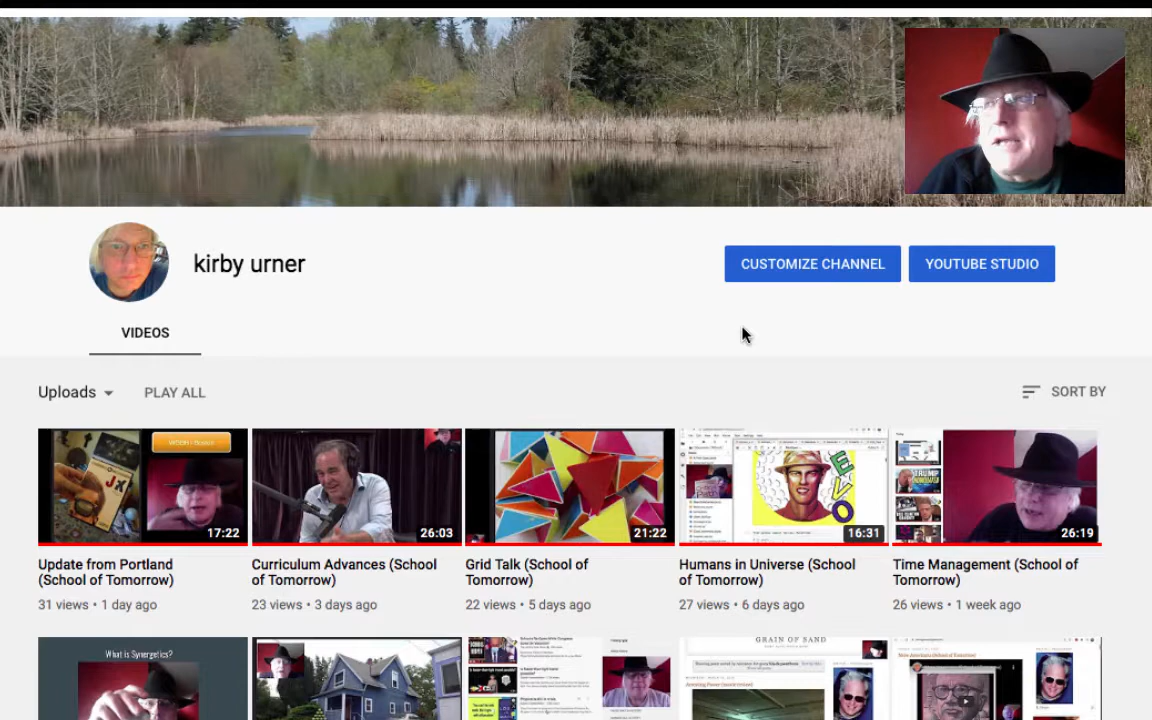 kirby urner
CUSTOMIZE CHANNEL
YOUTUBE STUDIO
VIDEOS
Uploads
PLAY ALL
SORT BY
17:22
26:03
21:22
EVO
16:31
26:19
Update from Portland
(School of Tomorrow)
31 views • 1 day ago
Curriculum Advances (School
of Tomorrow)
23 views • 3 days ago
Grid Talk (School of
Tomorrow)
22 views • 5 days ago
Humans in Universe (School
of Tomorrow)
27 views • 6 days ago
Time Management (School of
Tomorrow)
26 views • 1 week ago
What is Synergetics?
GRAIN OF SAND